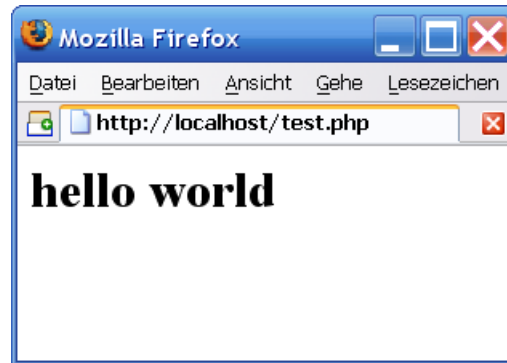 Mozilla Firefox
Datei Bearbeiten Ansicht Gehe Lesezeichen
http://localhost/test.php
hello world